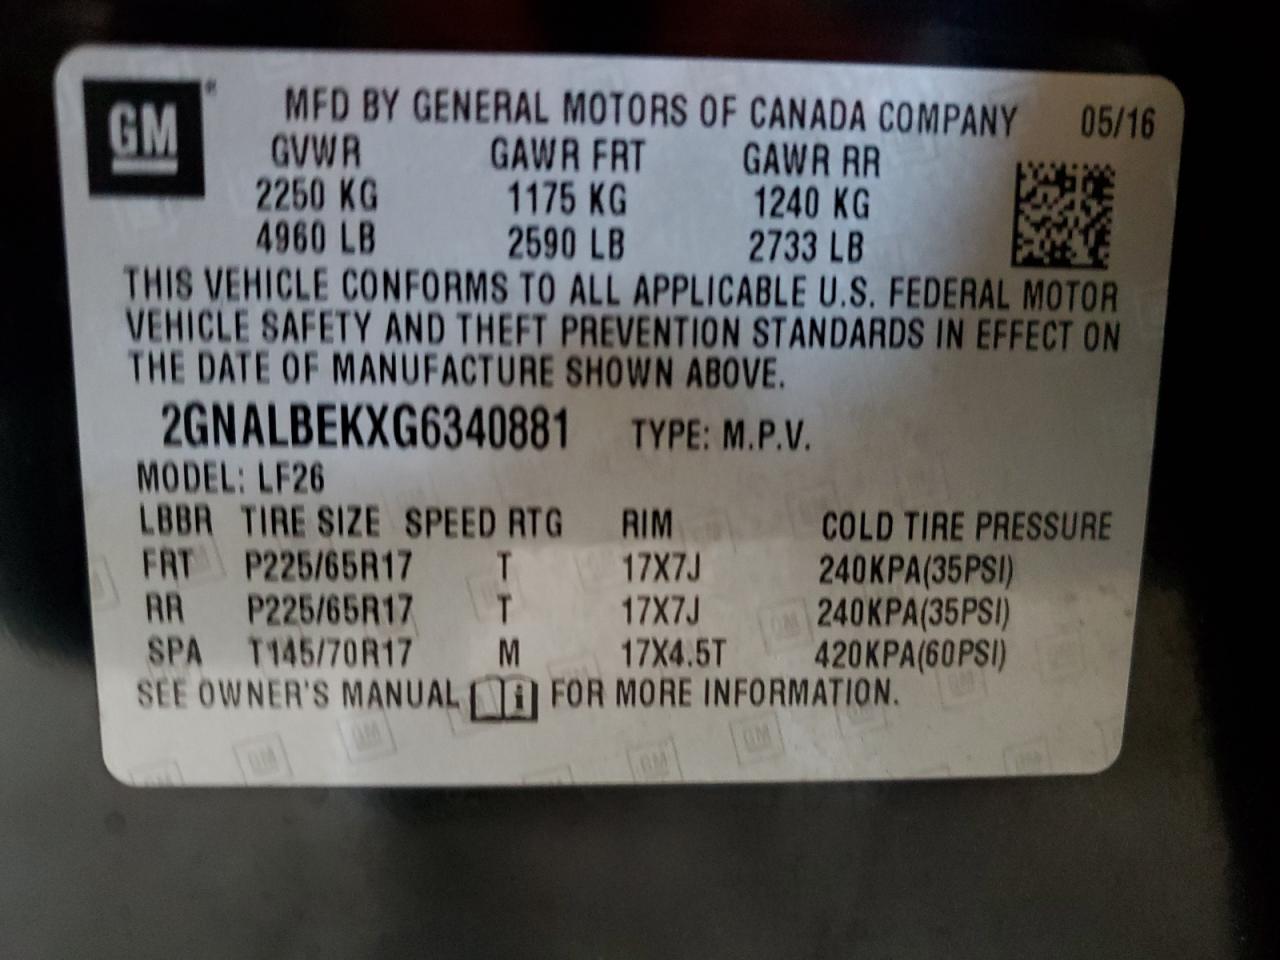 GM® MFD BY GENERAL MOTORS OF CANADA COMPANY 05/16
GVWR GAWR FRT GAWR RR
2250 KG 1175 KG 1240 KG
4960 LB 2590 LB 2733 LB
THIS VEHICLE CONFORMS TO ALL APPLICABLE U.S. FEDERAL MOTOR
VEHICLE SAFETY AND THEFT PREVENTION STANDARDS IN EFFECT ON
THE DATE OF MANUFACTURE SHOWN ABOVE.
2GNALBEKXG6340881 TYPE: M.P.V.
MODEL: LF26
LBBR TIRE SIZE SPEED RTG RIM COLD TIRE PRESSURE
FRT P225/65R17 T 17X7J 240KPA(35PSI)
RR P225/65R17 T 17X7J 240KPA(35PSI)
SPA T145/70R17 M 17X4.5T 420KPA(60PSI)
SEE OWNER'S MANUAL i FOR MORE INFORMATION.